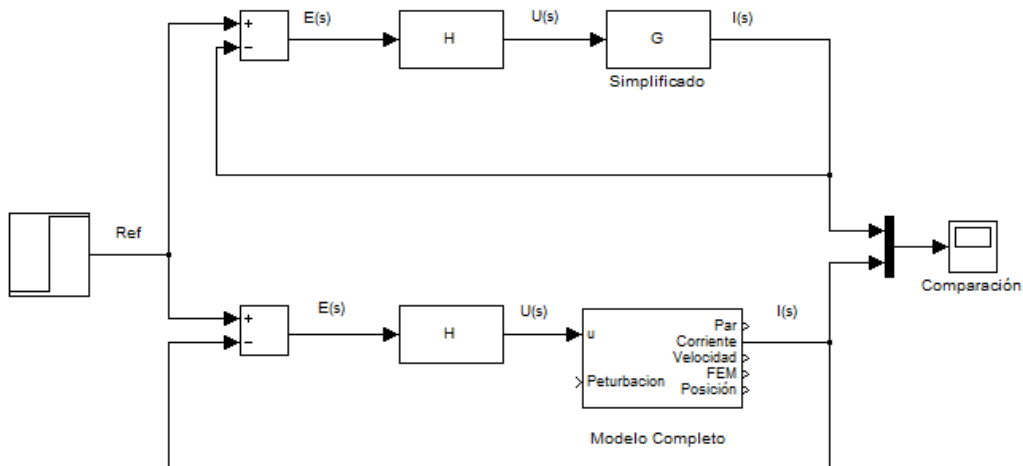 +
−
E(s)
H
U(s)
G
I(s)
Simplificado
Ref
+
−
E(s)
H
U(s)
u
Peturbacion
Par
Corriente
Velocidad
FEM
Posición
I(s)
Modelo Completo
Comparación